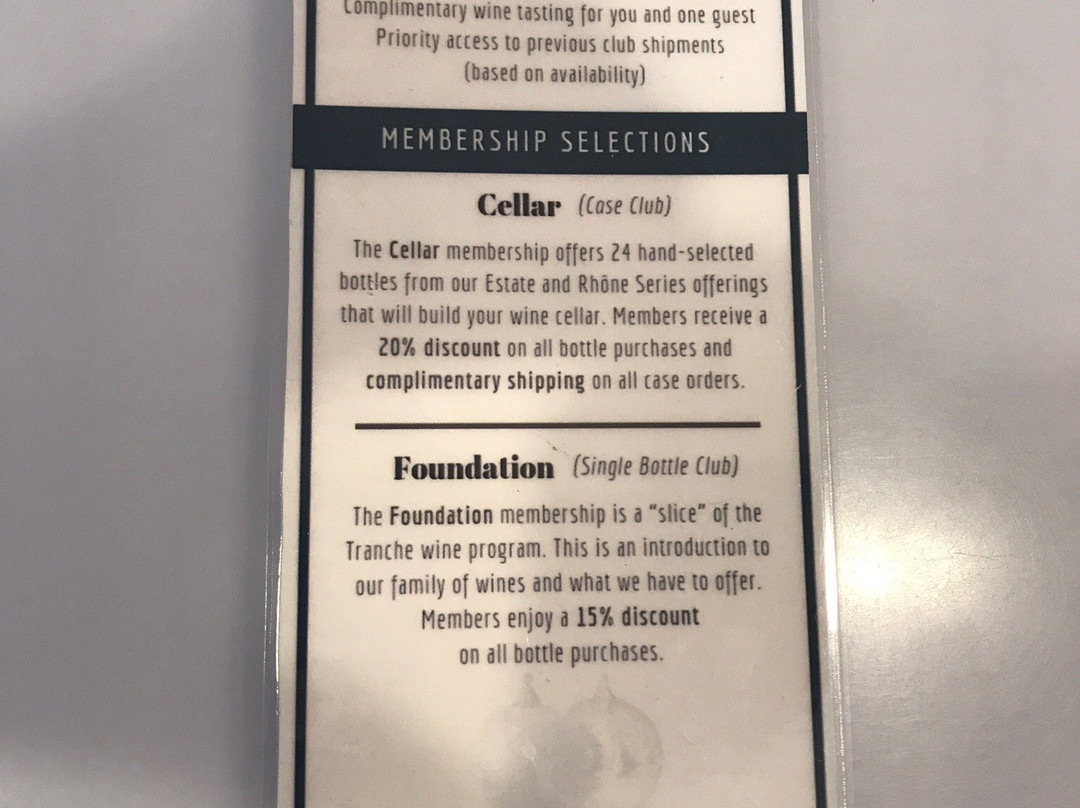 Complimentary wine tasting for you and one guest
Priority access to previous club shipments
(based on availability)
MEMBERSHIP SELECTIONS
Cellar (Case Club)
The Cellar membership offers 24 hand-selected
bottles from our Estate and Rhône Series offerings
that will build your wine cellar. Members receive a
20% discount on all bottle purchases and
complimentary shipping on all case orders.
Foundation (Single Bottle Club)
The Foundation membership is a “slice” of the
Tranche wine program. This is an introduction to
our family of wines and what we have to offer.
Members enjoy a 15% discount
on all bottle purchases.